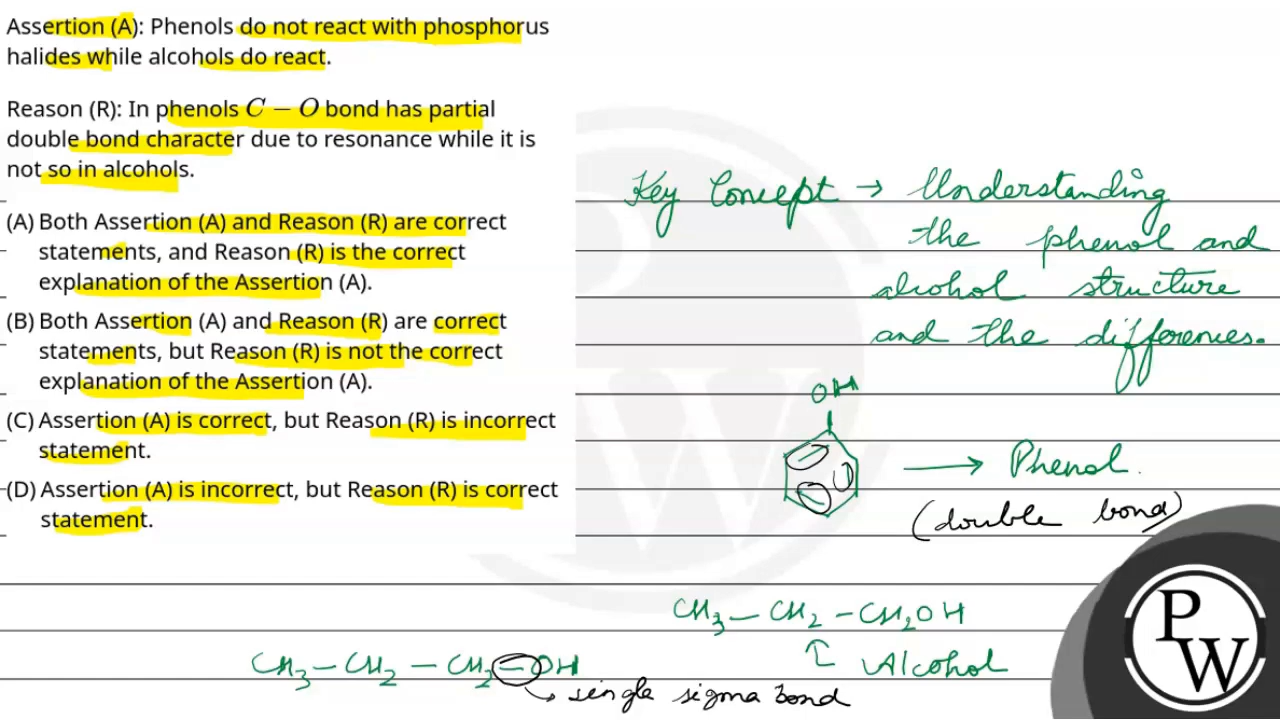 Assertion (A): Phenols do not react with phosphorus
halides while alcohols do react.
Reason (R): In phenols C − O bond has partial
double bond character due to resonance while it is
not so in alcohols.
(A) Both Assertion (A) and Reason (R) are correct
statements, and Reason (R) is the correct
explanation of the Assertion (A).
(B) Both Assertion (A) and Reason (R) are correct
statements, but Reason (R) is not the correct
explanation of the Assertion (A).
(C) Assertion (A) is correct, but Reason (R) is incorrect
statement.
(D) Assertion (A) is incorrect, but Reason (R) is correct
statement.
Key Concept → Understanding
the phenol and
alcohol structure
and the differences.
OH
→ Phenol.
(double bond)
CH3 – CH2 – CH2OH
Alcohol
CH3 – CH2 – CH2 – OH
→ single sigma bond
P
W